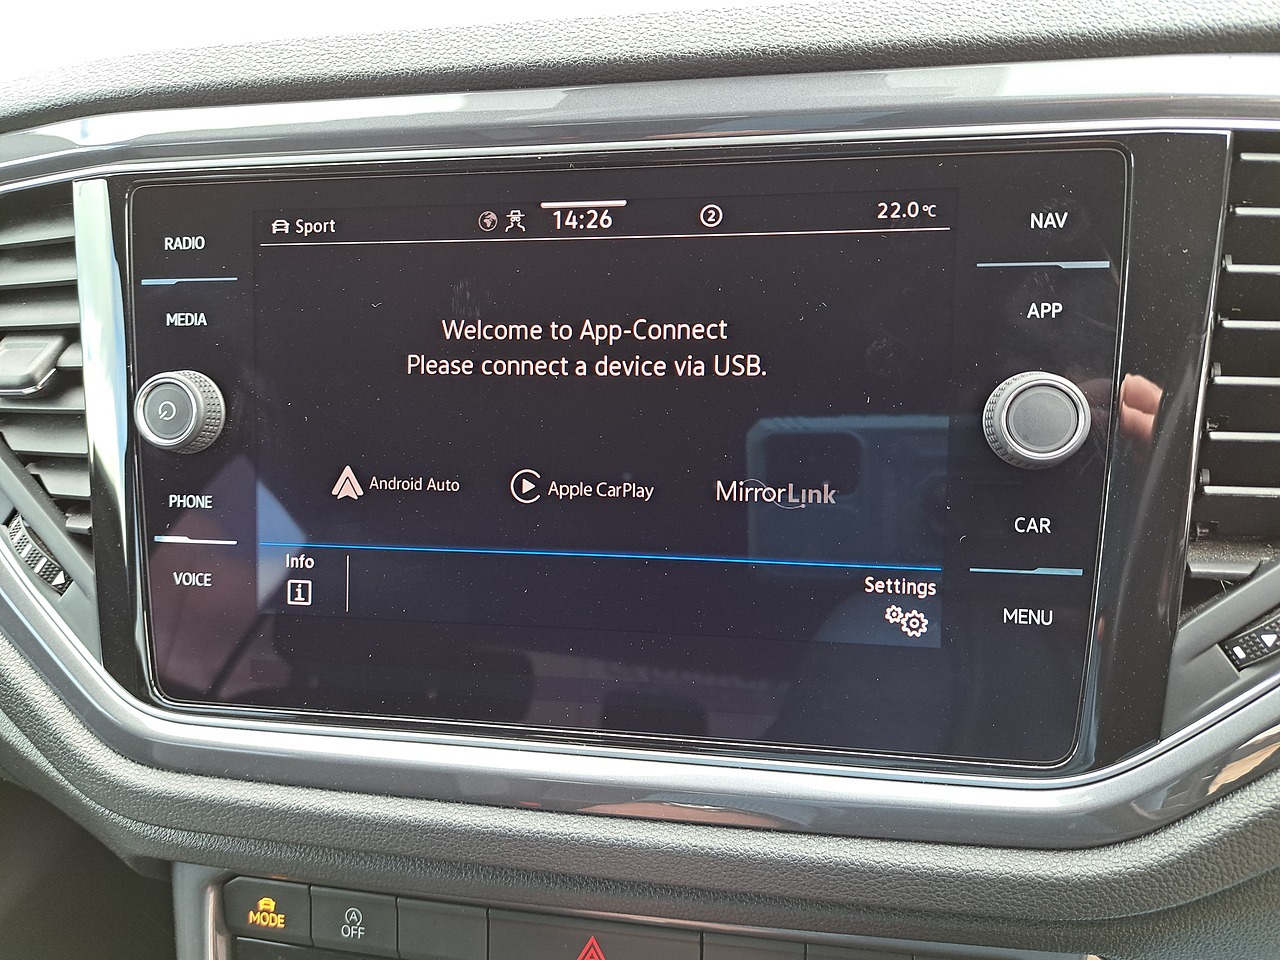 Sport
14:26
2
22.0°C
RADIO
MEDIA
PHONE
VOICE
Welcome to App-Connect
Please connect a device via USB.
Android Auto
Apple CarPlay
MirrorLink
Info
i
Settings
NAV
APP
CAR
MENU
MODE
A
OFF